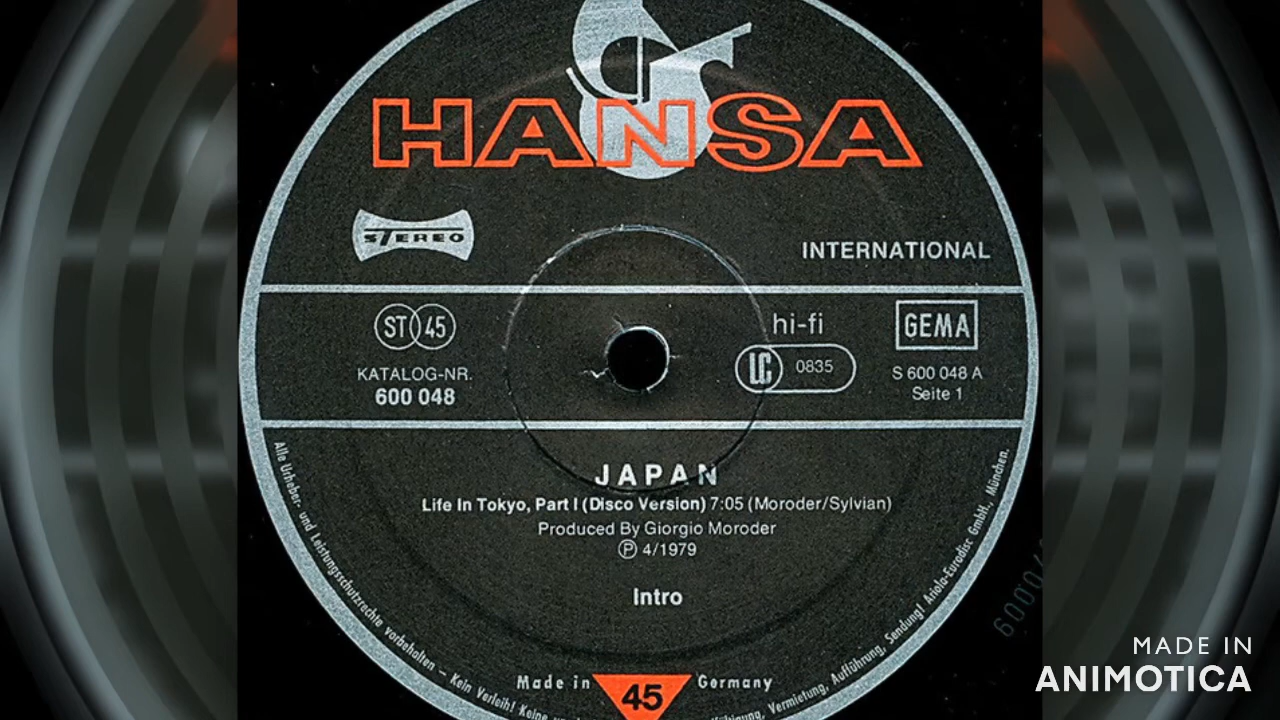 HANSA
STEREO
INTERNATIONAL
ST 45
hi-fi
GEMA
LC 0835
KATALOG-NR.
600 048
S 600 048 A
Seite 1
JAPAN
Life In Tokyo, Part I (Disco Version) 7:05 (Moroder/Sylvian)
Produced By Giorgio Moroder
Ⓟ 4/1979
Intro
Made in 45 Germany
Alle Urheber- und Leistungsschutzrechte vorbehalten – Kein Verleih! Keine
Vermietung, Aufführung, Sendung! Ariola-Eurodisc GmbH., München.
MADE IN
ANIMOTICA